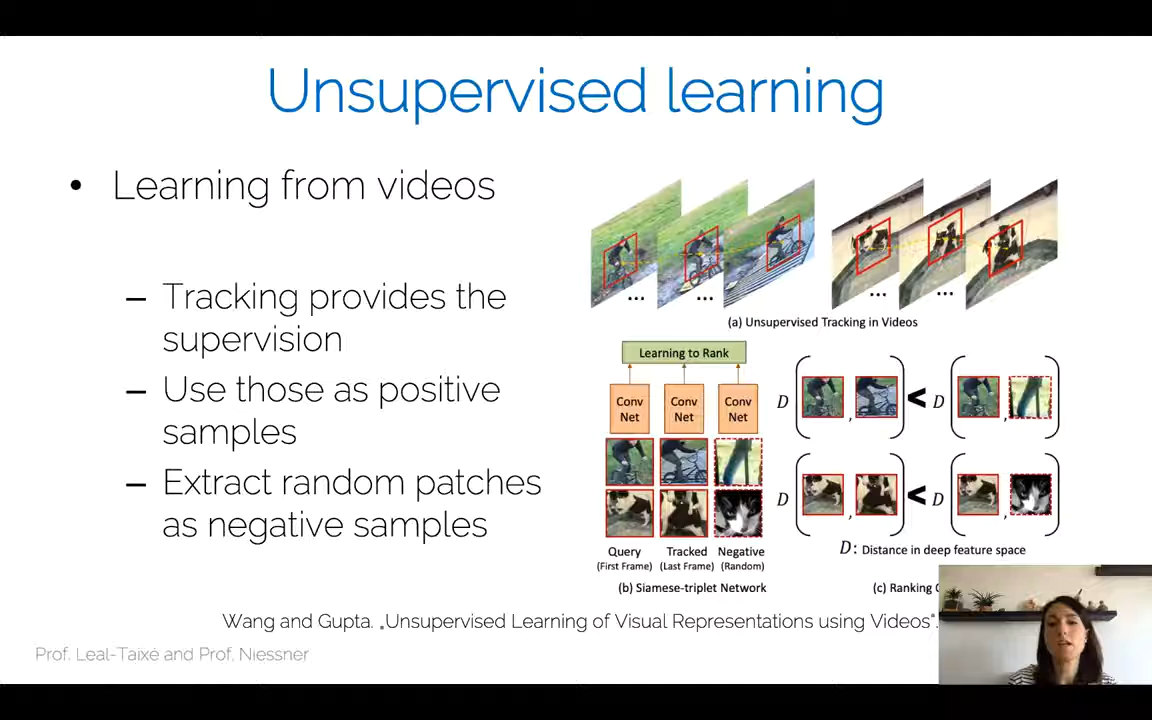 Unsupervised learning
• Learning from videos
– Tracking provides the
supervision
– Use those as positive
samples
– Extract random patches
as negative samples
... ... ... ...
(a) Unsupervised Tracking in Videos
Learning to Rank
Conv Net Conv Net Conv Net
Query Tracked Negative
(First Frame) (Last Frame) (Random)
(b) Siamese-triplet Network
D ( , ) < D ( , )
D ( , ) < D ( , )
D: Distance in deep feature space
(c) Ranking
Wang and Gupta. „Unsupervised Learning of Visual Representations using Videos“.
Prof. Leal-Taixé and Prof. Niessner